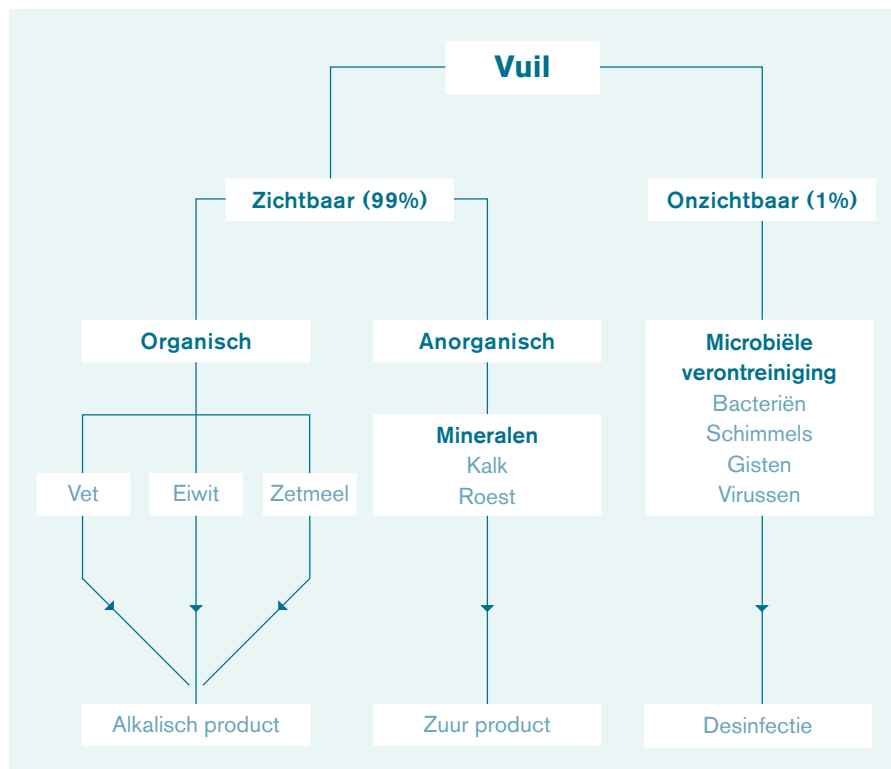 Vuil
Zichtbaar (99%)
Onzichtbaar (1%)
Organisch
Anorganisch
Microbiële
verontreiniging
Bacteriën
Schimmels
Gisten
Virussen
Mineralen
Kalk
Roest
Vet
Eiwit
Zetmeel
Alkalisch product
Zuur product
Desinfectie